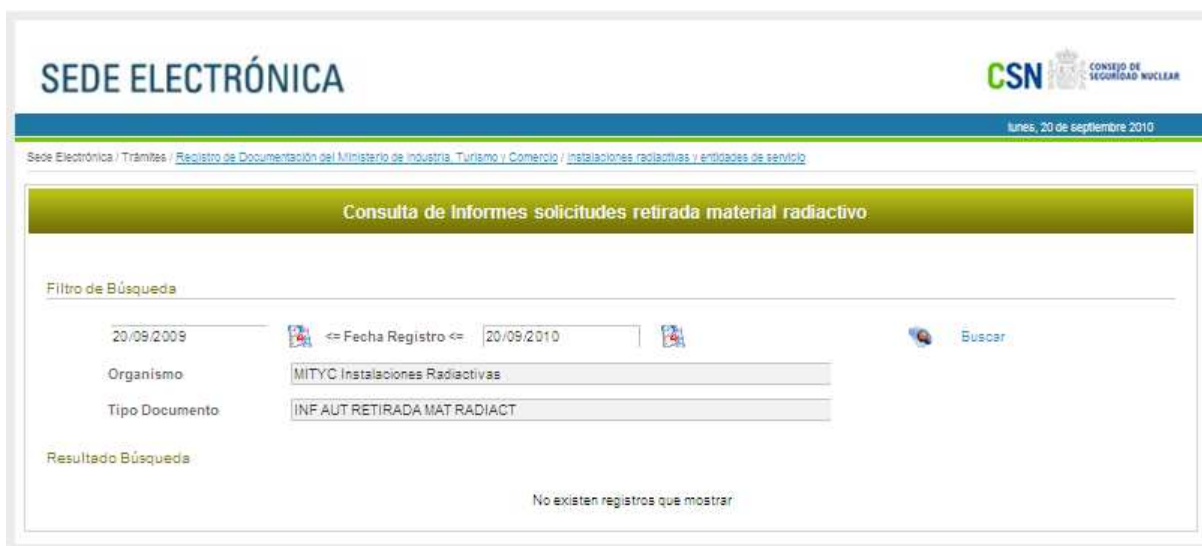 SEDE ELECTRÓNICA
CSN CONSEJO DE SEGURIDAD NUCLEAR
lunes, 20 de septiembre 2010
Sede Electrónica / Trámites / Registro de Documentación del Ministerio de Industria, Turismo y Comercio / Instalaciones radiactivas y entidades de servicio
Consulta de Informes solicitudes retirada material radiactivo
Filtro de Búsqueda
20/09/2009 <= Fecha Registro <= 20/09/2010 Buscar
Organismo MITYC Instalaciones Radiactivas
Tipo Documento INF AUT RETIRADA MAT RADIACT
Resultado Búsqueda
No existen registros que mostrar